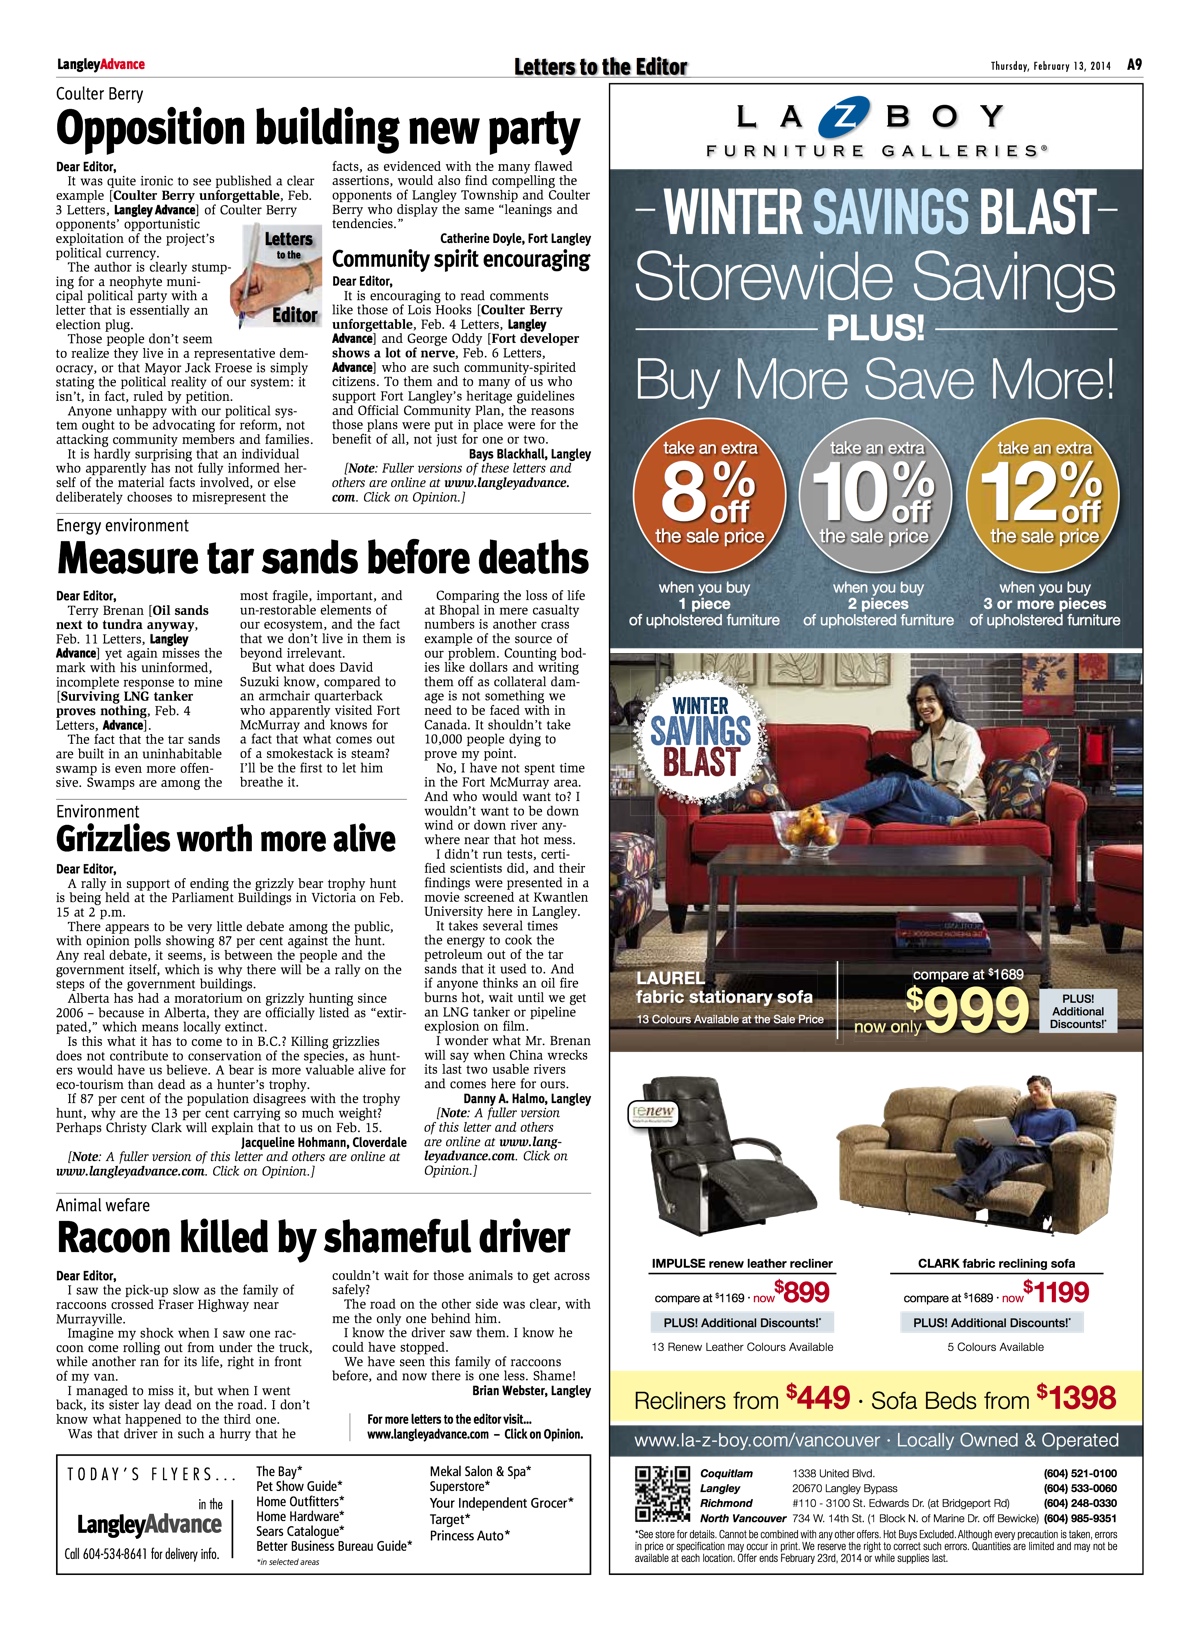 LangleyAdvance
Letters to the Editor
Thursday, February 13, 2014 A9
Coulter Berry
Opposition building new party
Dear Editor,
It was quite ironic to see published a clear
example [Coulter Berry unforgettable, Feb.
3 Letters, Langley Advance] of Coulter Berry
opponents’ opportunistic
exploitation of the project’s
political currency.
The author is clearly stump-
ing for a neophyte muni-
cipal political party with a
letter that is essentially an
election plug.
Those people don’t seem
to realize they live in a representative dem-
ocracy, or that Mayor Jack Froese is simply
stating the political reality of our system: it
isn’t, in fact, ruled by petition.
Anyone unhappy with our political sys-
tem ought to be advocating for reform, not
attacking community members and families.
It is hardly surprising that an individual
who apparently has not fully informed her-
self of the material facts involved, or else
deliberately chooses to misrepresent the
Letters
to the
Editor
facts, as evidenced with the many flawed
assertions, would also find compelling the
opponents of Langley Township and Coulter
Berry who display the same “leanings and
tendencies.”
Catherine Doyle, Fort Langley
Community spirit encouraging
Dear Editor,
It is encouraging to read comments
like those of Lois Hooks [Coulter Berry
unforgettable, Feb. 4 Letters, Langley
Advance] and George Oddy [Fort developer
shows a lot of nerve, Feb. 6 Letters,
Advance] who are such community-spirited
citizens. To them and to many of us who
support Fort Langley’s heritage guidelines
and Official Community Plan, the reasons
those plans were put in place were for the
benefit of all, not just for one or two.
Bays Blackhall, Langley
[Note: Fuller versions of these letters and
others are online at www.langleyadvance.
com. Click on Opinion.]
Energy environment
Measure tar sands before deaths
Dear Editor,
Terry Brenan [Oil sands
next to tundra anyway,
Feb. 11 Letters, Langley
Advance] yet again misses the
mark with his uninformed,
incomplete response to mine
[Surviving LNG tanker
proves nothing, Feb. 4
Letters, Advance].
The fact that the tar sands
are built in an uninhabitable
swamp is even more offen-
sive. Swamps are among the
most fragile, important, and
un-restorable elements of
our ecosystem, and the fact
that we don’t live in them is
beyond irrelevant.
But what does David
Suzuki know, compared to
an armchair quarterback
who apparently visited Fort
McMurray and knows for
a fact that what comes out
of a smokestack is steam?
I’ll be the first to let him
breathe it.
Comparing the loss of life
at Bhopal in mere casualty
numbers is another crass
example of the source of
our problem. Counting bod-
ies like dollars and writing
them off as collateral dam-
age is not something we
need to be faced with in
Canada. It shouldn’t take
10,000 people dying to
prove my point.
No, I have not spent time
in the Fort McMurray area.
And who would want to? I
wouldn’t want to be down
wind or down river any-
where near that hot mess.
I didn’t run tests, certi-
fied scientists did, and their
findings were presented in a
movie screened at Kwantlen
University here in Langley.
It takes several times
the energy to cook the
petroleum out of the tar
sands that it used to. And
if anyone thinks an oil fire
burns hot, wait until we get
an LNG tanker or pipeline
explosion on film.
I wonder what Mr. Brenan
will say when China wrecks
its last two usable rivers
and comes here for ours.
Danny A. Halmo, Langley
[Note: A fuller version
of this letter and others
are online at www.lang-
leyadvance.com. Click on
Opinion.]
Environment
Grizzlies worth more alive
Dear Editor,
A rally in support of ending the grizzly bear trophy hunt
is being held at the Parliament Buildings in Victoria on Feb.
15 at 2 p.m.
There appears to be very little debate among the public,
with opinion polls showing 87 per cent against the hunt.
Any real debate, it seems, is between the people and the
government itself, which is why there will be a rally on the
steps of the government buildings.
Alberta has had a moratorium on grizzly hunting since
2006 – because in Alberta, they are officially listed as “extir-
pated,” which means locally extinct.
Is this what it has to come to in B.C.? Killing grizzlies
does not contribute to conservation of the species, as hunt-
ers would have us believe. A bear is more valuable alive for
eco-tourism than dead as a hunter’s trophy.
If 87 per cent of the population disagrees with the trophy
hunt, why are the 13 per cent carrying so much weight?
Perhaps Christy Clark will explain that to us on Feb. 15.
Jacqueline Hohmann, Cloverdale
[Note: A fuller version of this letter and others are online at
www.langleyadvance.com. Click on Opinion.]
Animal wefare
Racoon killed by shameful driver
Dear Editor,
I saw the pick-up slow as the family of
raccoons crossed Fraser Highway near
Murrayville.
Imagine my shock when I saw one rac-
coon come rolling out from under the truck,
while another ran for its life, right in front
of my van.
I managed to miss it, but when I went
back, its sister lay dead on the road. I don’t
know what happened to the third one.
Was that driver in such a hurry that he
couldn’t wait for those animals to get across
safely?
The road on the other side was clear, with
me the only one behind him.
I know the driver saw them. I know he
could have stopped.
We have seen this family of raccoons
before, and now there is one less. Shame!
Brian Webster, Langley
For more letters to the editor visit...
www.langleyadvance.com – Click on Opinion.
TODAY’S FLYERS...
in the
LangleyAdvance
Call 604-534-8641 for delivery info.
The Bay*
Pet Show Guide*
Home Outfitters*
Home Hardware*
Sears Catalogue*
Better Business Bureau Guide*
*in selected areas
Mekal Salon & Spa*
Superstore*
Your Independent Grocer*
Target*
Princess Auto*
LA Z BOY
FURNITURE GALLERIES®
WINTER SAVINGS BLAST
Storewide Savings
PLUS!
Buy More Save More!
take an extra
8% off
the sale price
when you buy
1 piece
of upholstered furniture
take an extra
10% off
the sale price
when you buy
2 pieces
of upholstered furniture
take an extra
12% off
the sale price
when you buy
3 or more pieces
of upholstered furniture
WINTER
SAVINGS
BLAST
LAUREL
fabric stationary sofa
13 Colours Available at the Sale Price
compare at $1689
now only $999
PLUS!
Additional
Discounts!*
renew
IMPULSE renew leather recliner
compare at $1169 · now $899
PLUS! Additional Discounts!*
13 Renew Leather Colours Available
CLARK fabric reclining sofa
compare at $1689 · now $1199
PLUS! Additional Discounts!*
5 Colours Available
Recliners from $449 · Sofa Beds from $1398
www.la-z-boy.com/vancouver · Locally Owned & Operated
Coquitlam 1338 United Blvd. (604) 521-0100
Langley 20670 Langley Bypass (604) 533-0060
Richmond #110 - 3100 St. Edwards Dr. (at Bridgeport Rd) (604) 248-0330
North Vancouver 734 W. 14th St. (1 Block N. of Marine Dr. off Bewicke) (604) 985-9351
*See store for details. Cannot be combined with any other offers. Hot Buys Excluded. Although every precaution is taken, errors
in price or specification may occur in print. We reserve the right to correct such errors. Quantities are limited and may not be
available at each location. Offer ends February 23rd, 2014 or while supplies last.